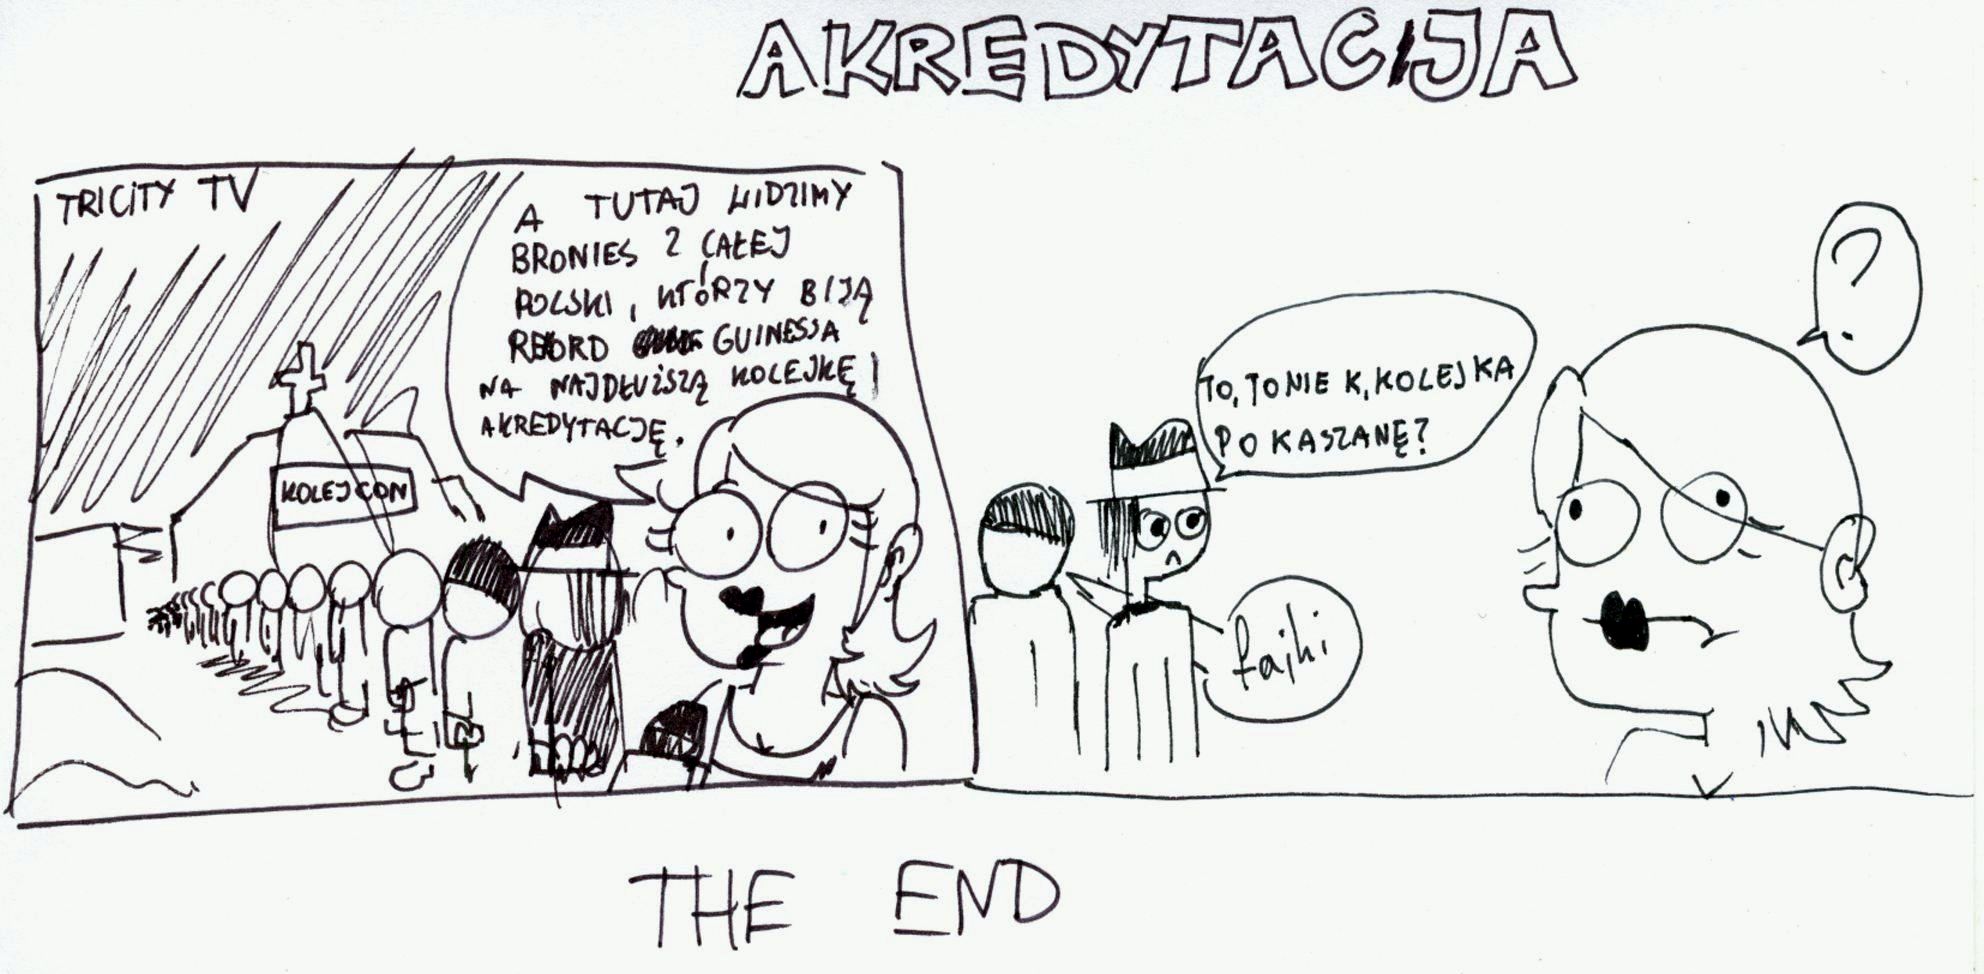 AKREDYTACIJA
TRICITY TV
A TUTAJ WIDZIMY
BRONIES Z CAŁEJ
POLSKI, KTÓRZY BIJĄ
REKORD GUINESSA
NA NAJDŁUŻSZĄ KOLEJKĘ I
AKREDYTACJĘ.
KOLEJCON
TO, TO NIE K, KOLEJKA
PO KASZANĘ?
fajki
?
THE END